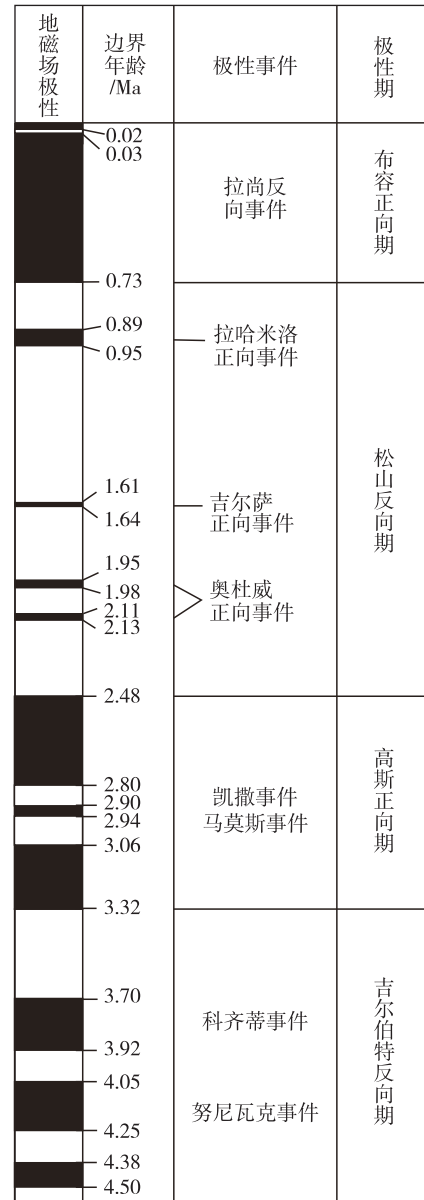 地磁场极性
边界
年龄
/Ma
极性事件
极性期
0.02
0.03
拉尚反
向事件
布容正向期
0.73
0.89
0.95
拉哈米洛
正向事件
松山反向期
1.61
1.64
吉尔萨
正向事件
1.95
1.98
2.11
2.13
奥杜威
正向事件
2.48
2.80
2.90
2.94
3.06
凯撒事件
马莫斯事件
高斯正向期
3.32
3.70
3.92
科齐蒂事件
吉尔伯特反向期
4.05
4.25
努尼瓦克事件
4.38
4.50